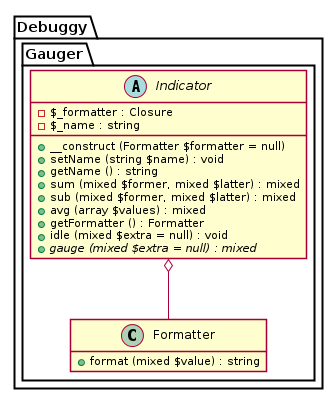 Debuggy
Gauger
A Indicator
$_formatter : Closure
$_name : string
__construct (Formatter $formatter = null)
setName (string $name) : void
getName () : string
sum (mixed $former, mixed $latter) : mixed
sub (mixed $former, mixed $latter) : mixed
avg (array $values) : mixed
getFormatter () : Formatter
idle (mixed $extra = null) : void
gauge (mixed $extra = null) : mixed
C Formatter
format (mixed $value) : string